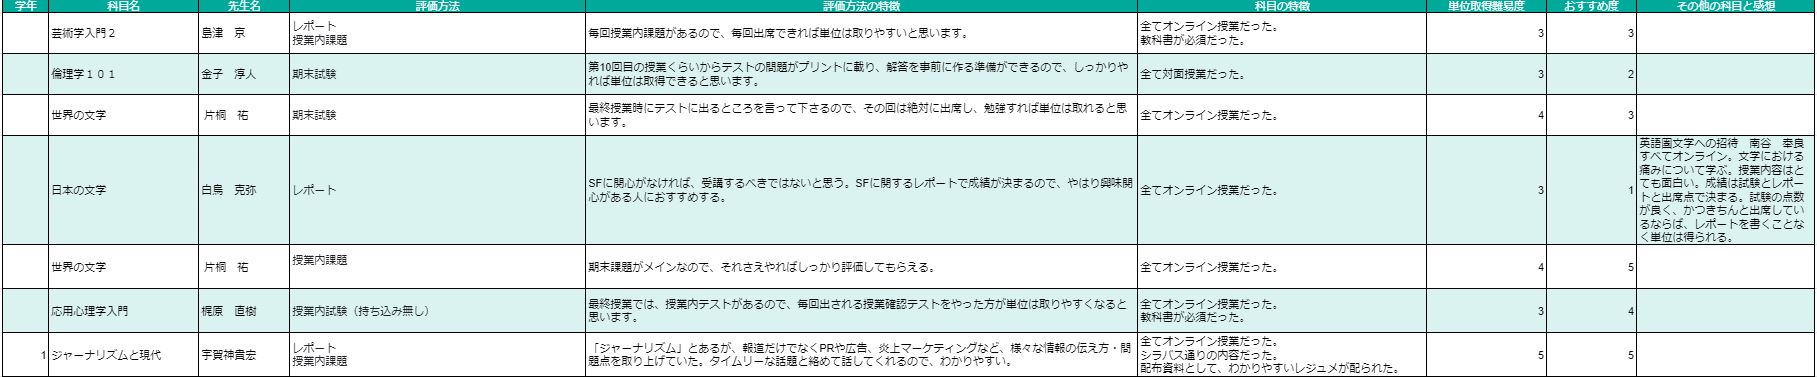 学年 科目名 先生名 評価方法 評価方法の特徴 科目の特徴 単位取得難易度 おすすめ度 その他の科目と感想
芸術学入門２ 島津　京 レポート
授業内課題 毎回授業内課題があるので、毎回出席できれば単位は取りやすいと思います。 全てオンライン授業だった。
教科書が必須だった。 3 3
倫理学１０１ 金子　淳人 期末試験 第10回目の授業くらいからテストの問題がプリントに載り、解答を事前に作る準備ができるので、しっかりや
れば単位は取得できると思います。 全て対面授業だった。 3 2
世界の文学 片桐　祐 期末試験 最終授業時にテストに出るところを言って下さるので、その回は絶対に出席し、勉強すれば単位は取れると思
います。 全てオンライン授業だった。 4 3
日本の文学 白鳥　克弥 レポート SFに関心がなければ、受講するべきではないと思う。SFに関するレポートで成績が決まるので、やはり興味関
心がある人におすすめする。 全てオンライン授業だった。 3 1
英語圏文学への招待　南谷　奉良
すべてオンライン。文学における
痛みについて学ぶ。授業内容はと
ても面白い。成績は試験とレポー
トと出席点で決まる。試験の点数
が良く、かつきちんと出席してい
るならば、レポートを書くことな
く単位は得られる。
世界の文学 片桐　祐 授業内課題 期末課題がメインなので、それさえやればしっかり評価してもらえる。 全てオンライン授業だった。 4 5
応用心理学入門 梶原　直樹 授業内試験（持ち込み無し） 最終授業では、授業内テストがあるので、毎回出される授業確認テストをやった方が単位は取りやすくなると
思います。 全てオンライン授業だった。
教科書が必須だった。 3 4
1 ジャーナリズムと現代 宇賀神貴宏 レポート
授業内課題 「ジャーナリズム」とあるが、報道だけでなくPRや広告、炎上マーケティングなど、様々な情報の伝え方・問
題点を取り上げていた。タイムリーな話題と絡めて話してくれるので、わかりやすい。 全てオンライン授業だった。
シラバス通りの内容だった。
配布資料として、わかりやすいレジュメが配られた。 5 5